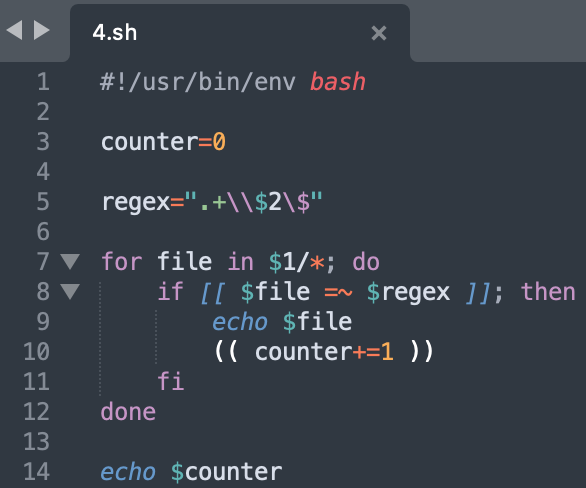 4.sh
1 #!/usr/bin/env bash
2
3 counter=0
4
5 regex=".+\\$2\$"
6
7 for file in $1/*; do
8 if [[ $file =~ $regex ]]; then
9 echo $file
10 (( counter+=1 ))
11 fi
12 done
13
14 echo $counter